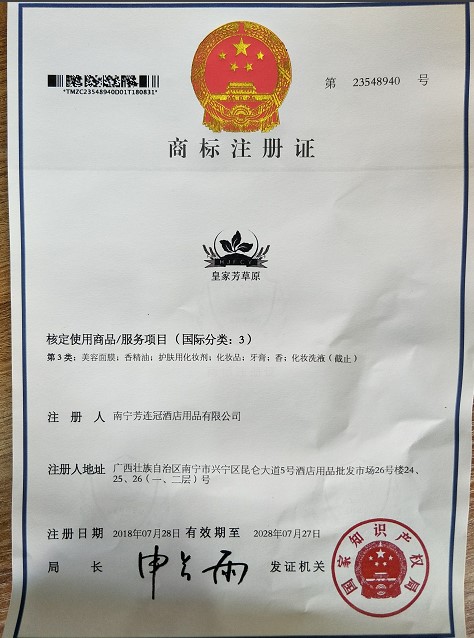 第 23548940 号
*TMZC23548940D01T180831*
商标注册证
HJFCY
皇家芳草原
核定使用商品/服务项目（国际分类：3）
第3类：美容面膜；香精油；护肤用化妆剂；化妆品；牙膏；香；化妆洗液（截止）
注 册 人 南宁芳连冠酒店用品有限公司
注册人地址 广西壮族自治区南宁市兴宁区昆仑大道5号酒店用品批发市场26号楼24、
25、26（一、二层）号
注册日期 2018年07月28日 有效期至 2028年07月27日
局 长 申长雨 发证机关
国家知识产权局